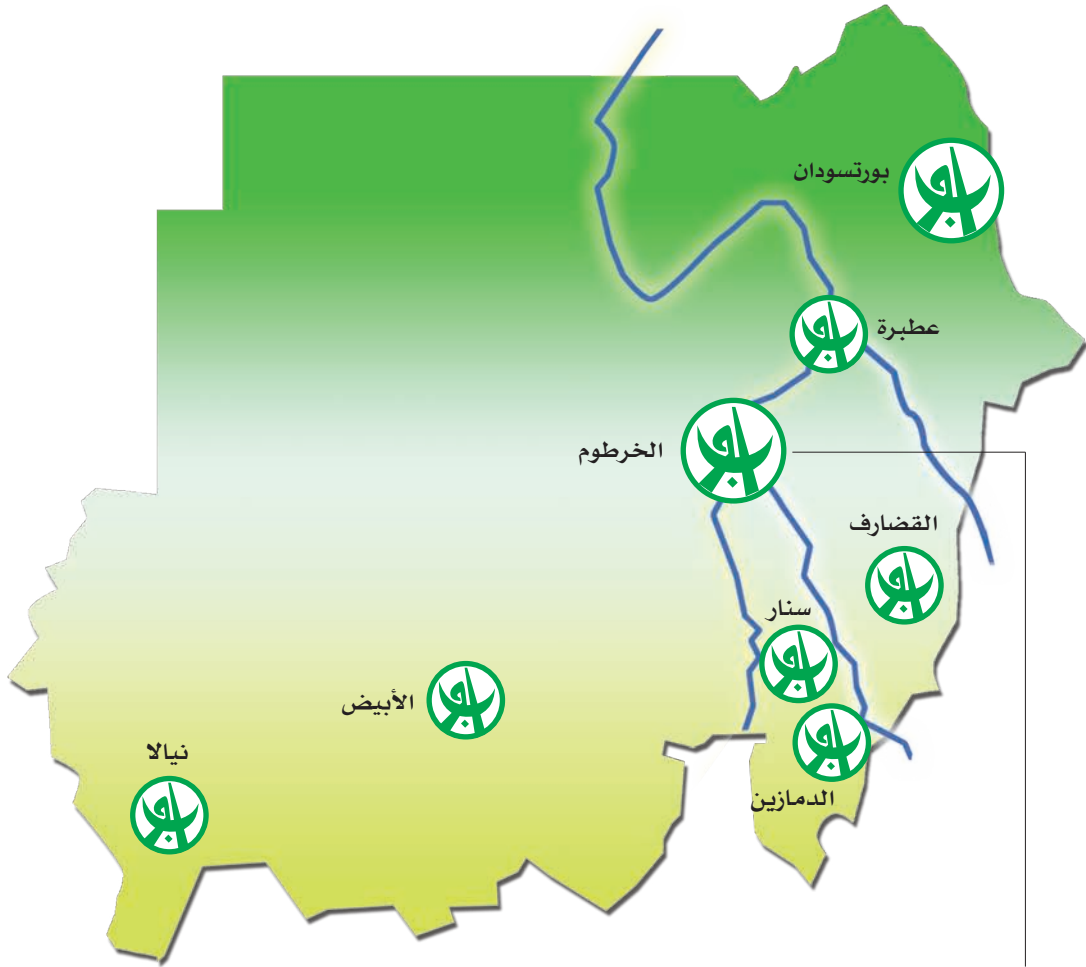 بورتسودان
عطبرة
الخرطوم
القضارف
سنار
الأبيض
نيالا
الدمازين